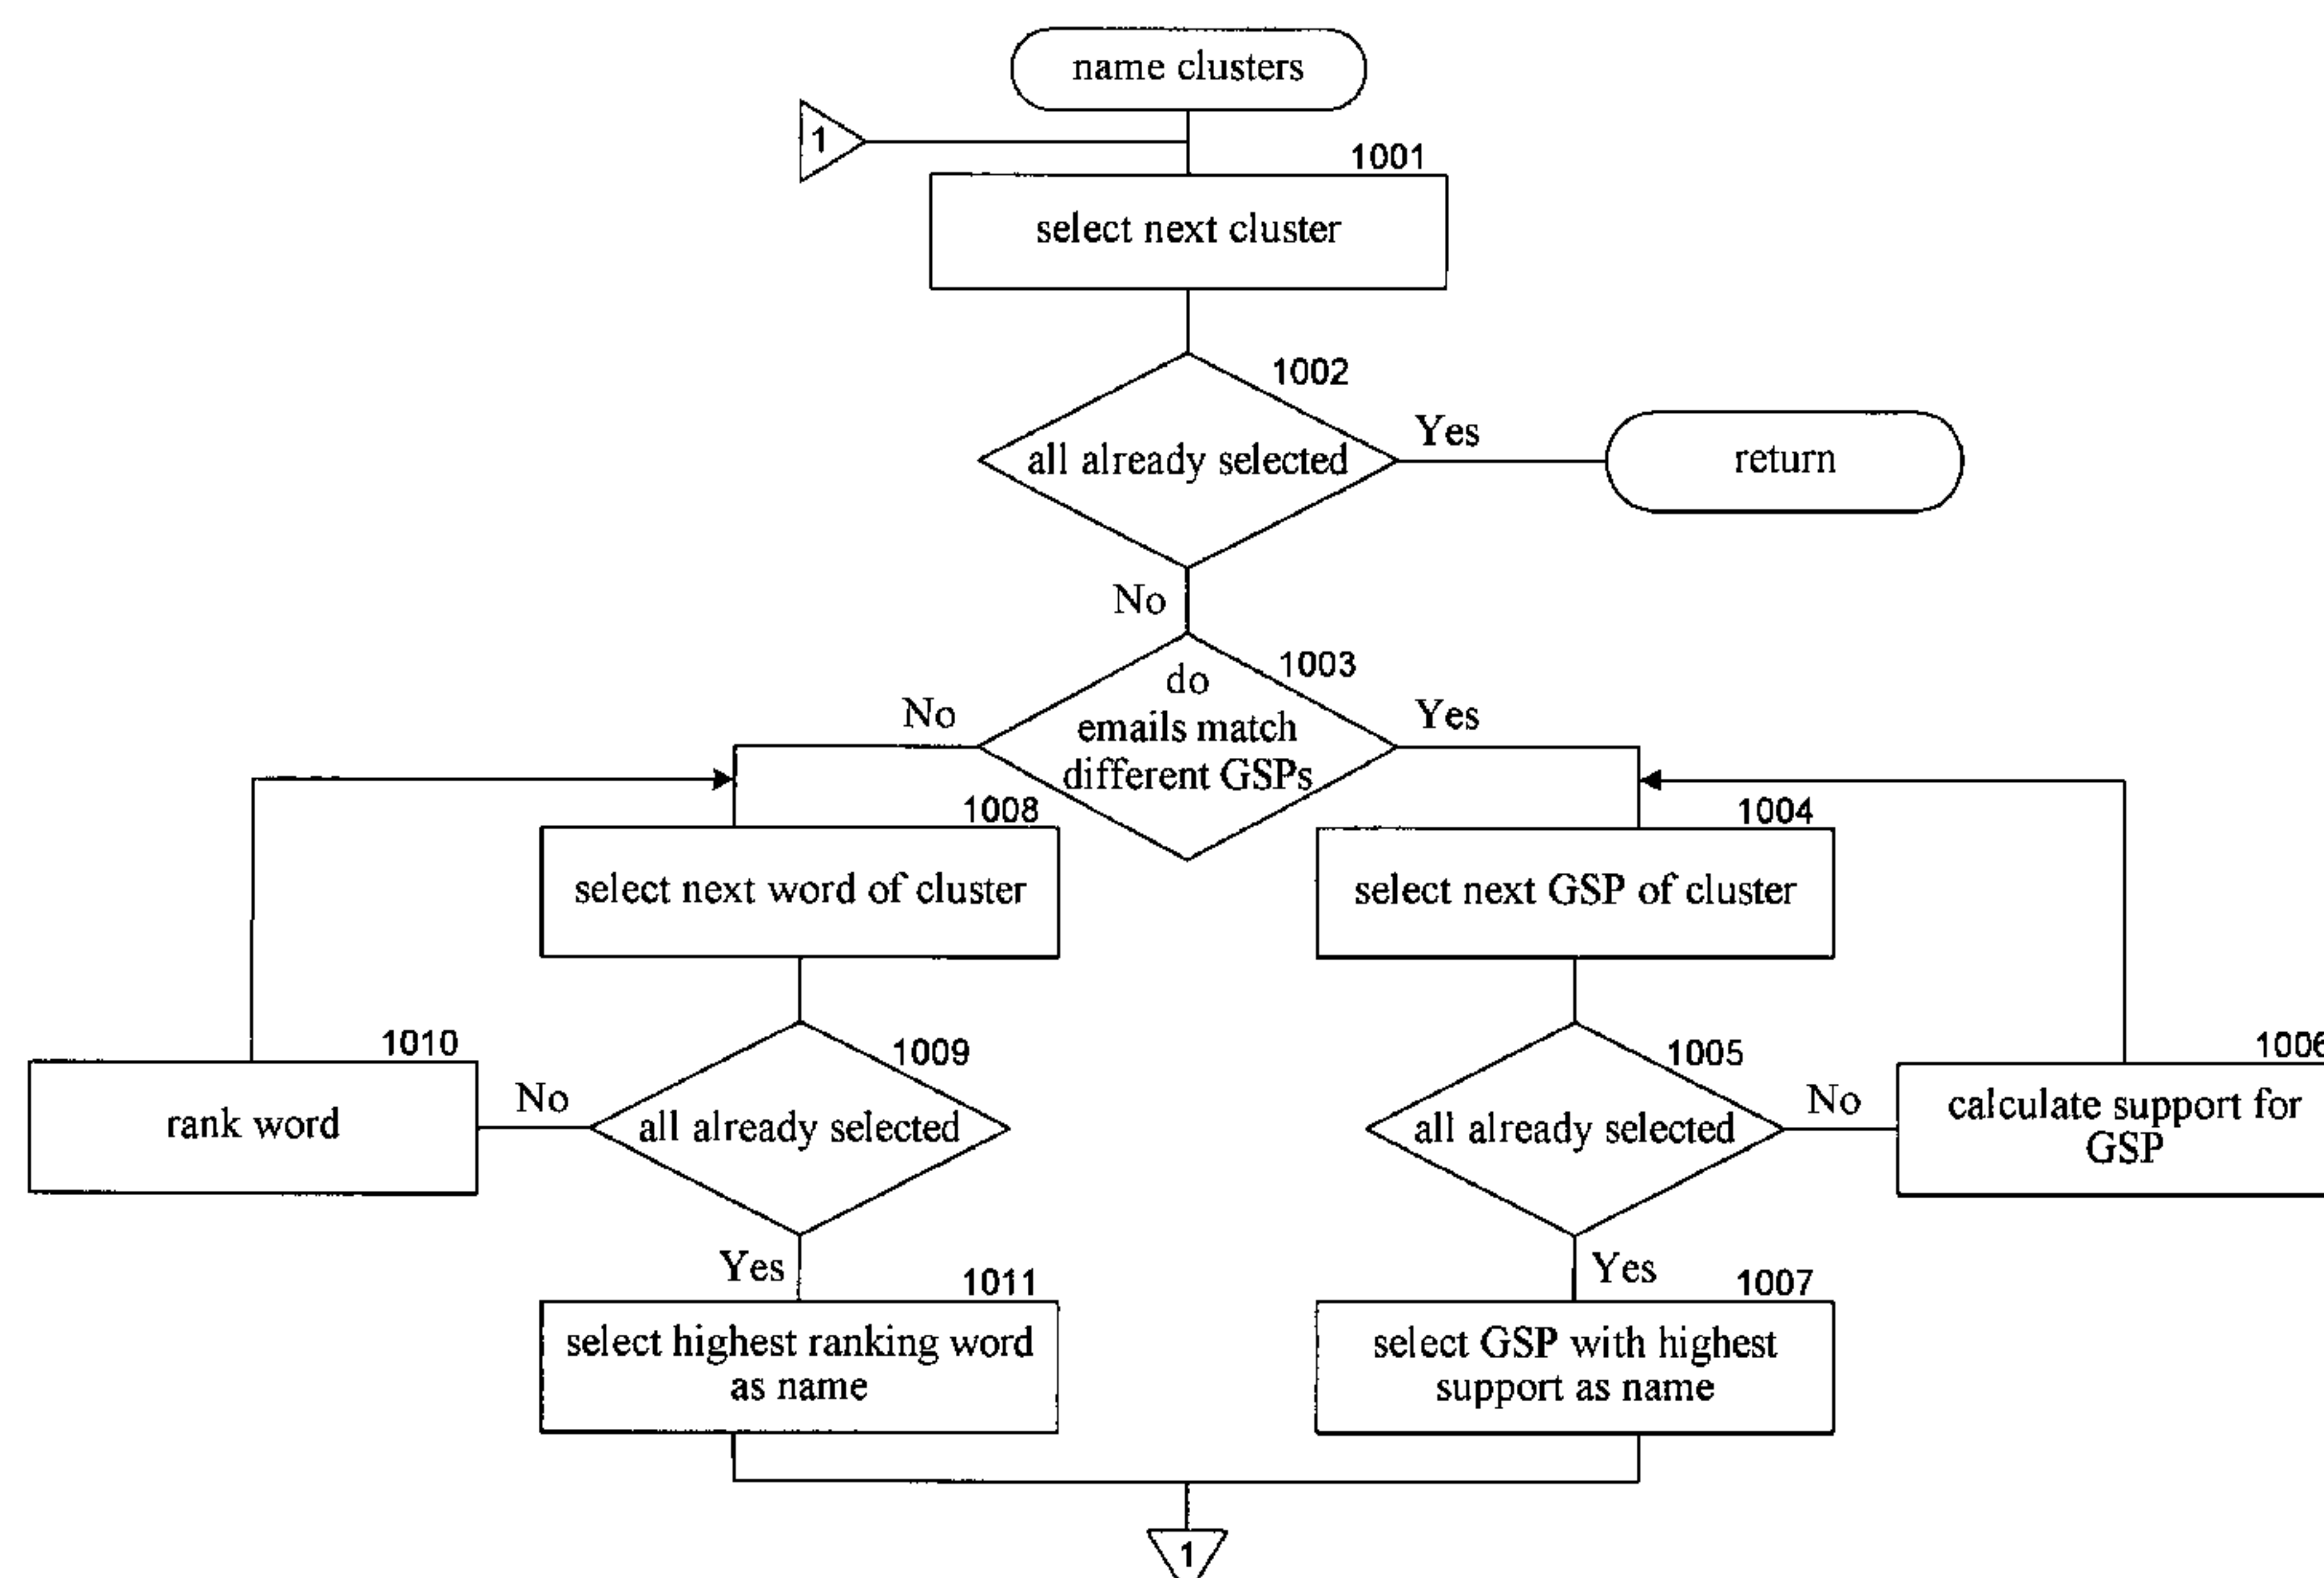 name clusters
1
1001
select next cluster
1002
all already selected
Yes
return
No
1003
do
emails match
different GSPs
No
Yes
1008
select next word of cluster
1004
select next GSP of cluster
1010
rank word
No
1009
all already selected
1005
all already selected
No
1006
calculate support for
GSP
Yes
1011
select highest ranking word
as name
Yes
1007
select GSP with highest
support as name
1